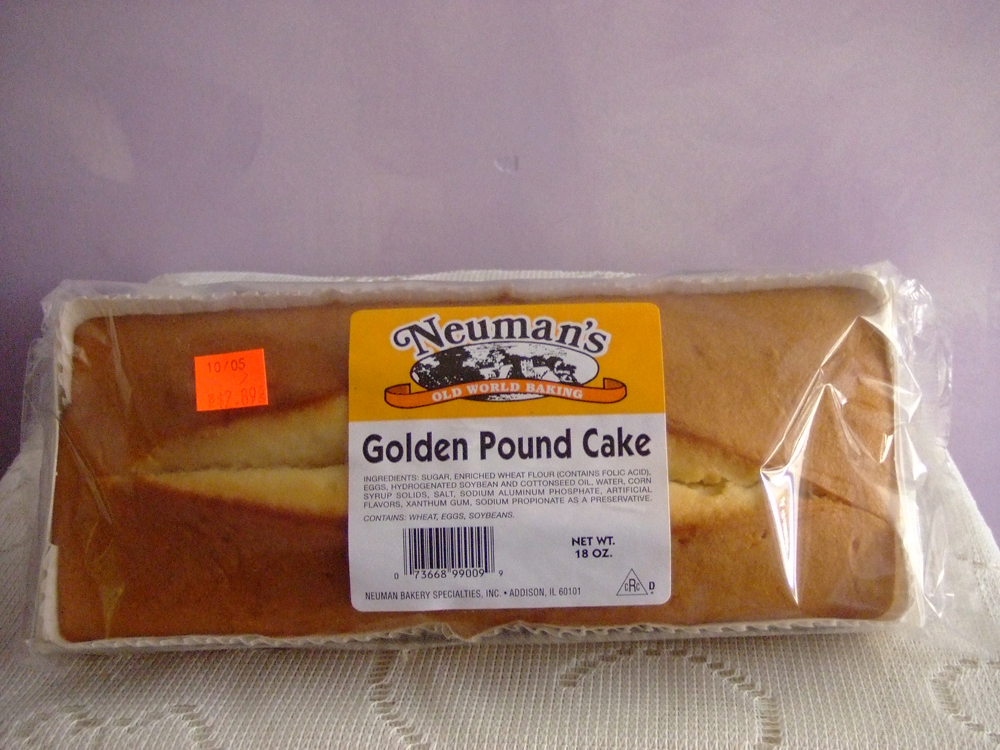 10/05
$2.89
Neuman's
OLD WORLD BAKING
Golden Pound Cake
INGREDIENTS: SUGAR, ENRICHED WHEAT FLOUR (CONTAINS FOLIC ACID),
EGGS, HYDROGENATED SOYBEAN AND COTTONSEED OIL, WATER, CORN
SYRUP SOLIDS, SALT, SODIUM ALUMINUM PHOSPHATE, ARTIFICIAL
FLAVORS, XANTHUM GUM, SODIUM PROPIONATE AS A PRESERVATIVE.
CONTAINS: WHEAT, EGGS, SOYBEANS.
NET WT.
18 OZ.
0 73668 99009 9
cRc D
NEUMAN BAKERY SPECIALTIES, INC. • ADDISON, IL 60101